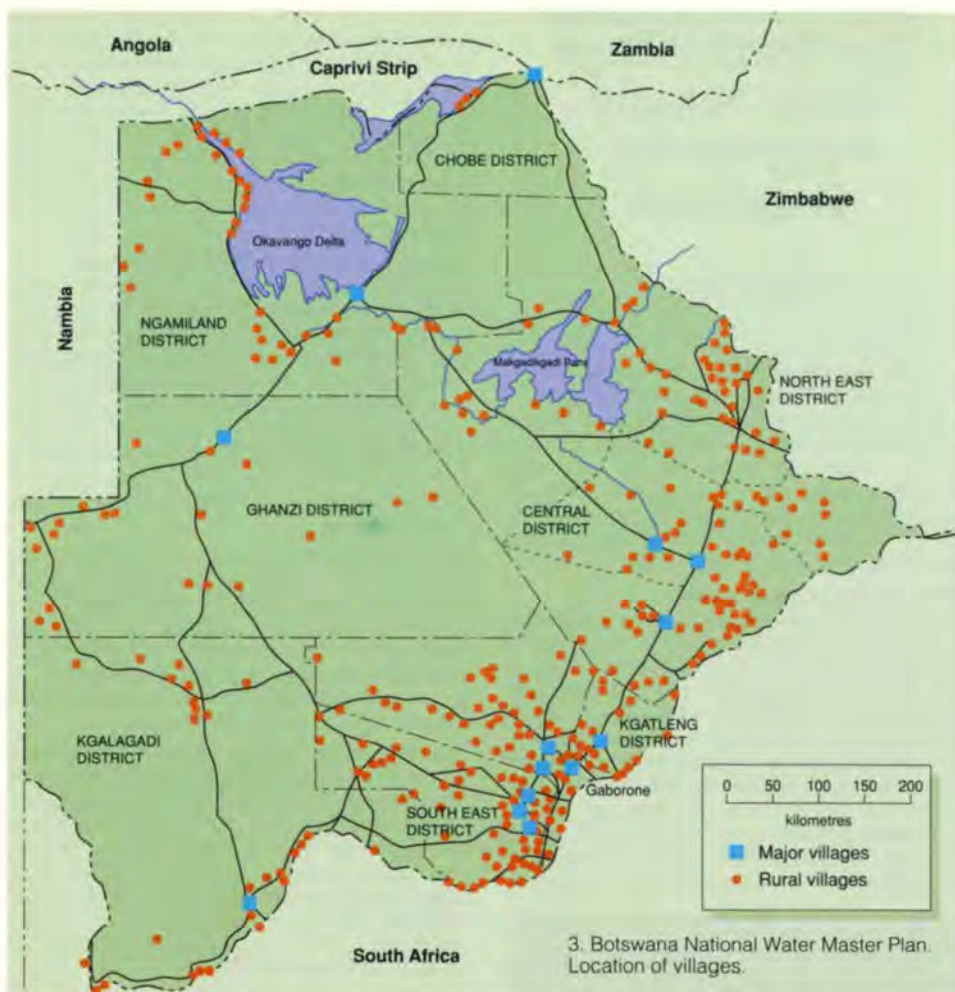 Angola
Zambia
Caprivi Strip
CHOBE DISTRICT
Zimbabwe
Okavango Delta
Nambia
NGAMILAND
DISTRICT
Makgadikgadi Pans
NORTH EAST
DISTRICT
GHANZI DISTRICT
CENTRAL
DISTRICT
KGALAGADI
DISTRICT
KGATLENG
DISTRICT
Gaborone
SOUTH EAST
DISTRICT
0 50 100 150 200
kilometres
Major villages
Rural villages
South Africa
3. Botswana National Water Master Plan.
Location of villages.